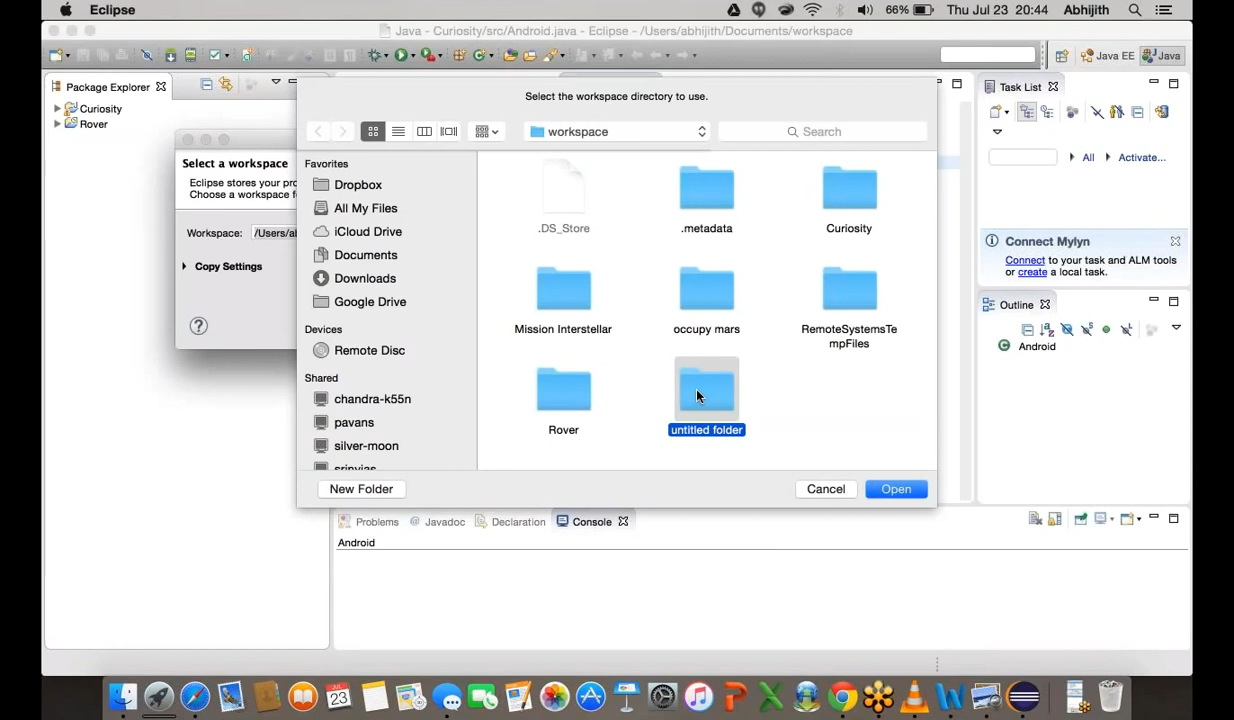 Eclipse
66%
Thu Jul 23 20:44
Abhijith
Java - Curiosity/src/Android.java - Eclipse - /Users/abhijith/Documents/workspace
Java EE
Java
Package Explorer
Curiosity
Rover
Select a workspace
Eclipse stores your pro
Choose a workspace f
Workspace:
/Users/ab
Copy Settings
Select the workspace directory to use.
workspace
Search
Favorites
Dropbox
All My Files
iCloud Drive
Documents
Downloads
Google Drive
Devices
Remote Disc
Shared
chandra-k55n
pavans
silver-moon
.DS_Store
.metadata
Curiosity
Mission Interstellar
occupy mars
RemoteSystemsTe
mpFiles
Rover
untitled folder
New Folder
Cancel
Open
Task List
All
Activate...
Connect Mylyn
Connect to your task and ALM tools
or create a local task.
Outline
Android
Problems
@ Javadoc
Declaration
Console
Android